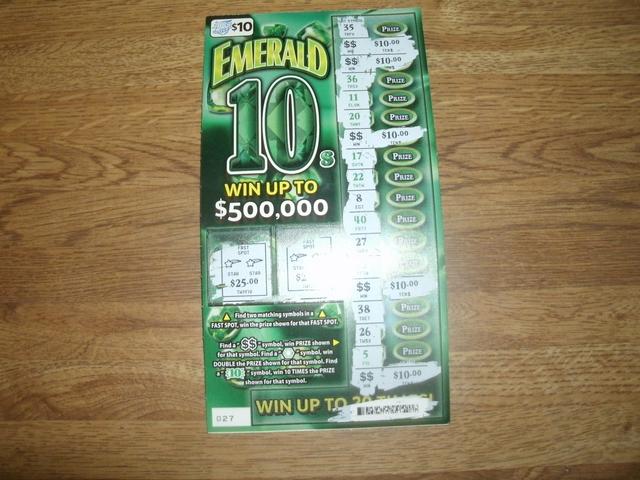 $10
EMERALD
10s
WIN UP TO
$500,000
FAST
SPOT
STAR STAR
$25.00
FAST
SPOT
STAR
Find two matching symbols in a
FAST SPOT, win the prize shown for that FAST SPOT.
Find a "$$" symbol, win PRIZE shown
for that symbol. Find a " " symbol, win
DOUBLE the PRIZE shown for that symbol. Find
a "10" symbol, win 10 TIMES the PRIZE
shown for that symbol.
027
35 PRIZE
$$ $10.00
$$ $10.00
36 PRIZE
11 PRIZE
20 PRIZE
$$ $10.00
17 PRIZE
22 PRIZE
8 PRIZE
40 PRIZE
27
$$ $10.00
38 PRIZE
26 PRIZE
5 PRIZE
$$ $10.00
WIN UP TO 20